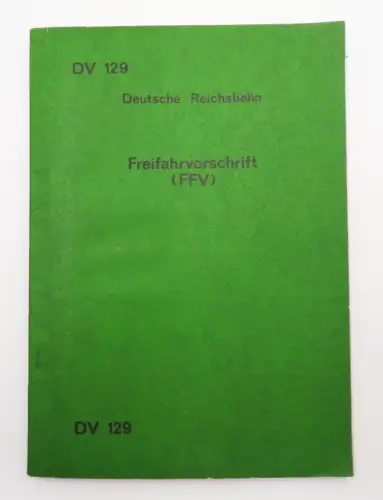 DV 129
Deutsche Reichsbahn
Freifahrvorschrift
(FFV)
DV 129